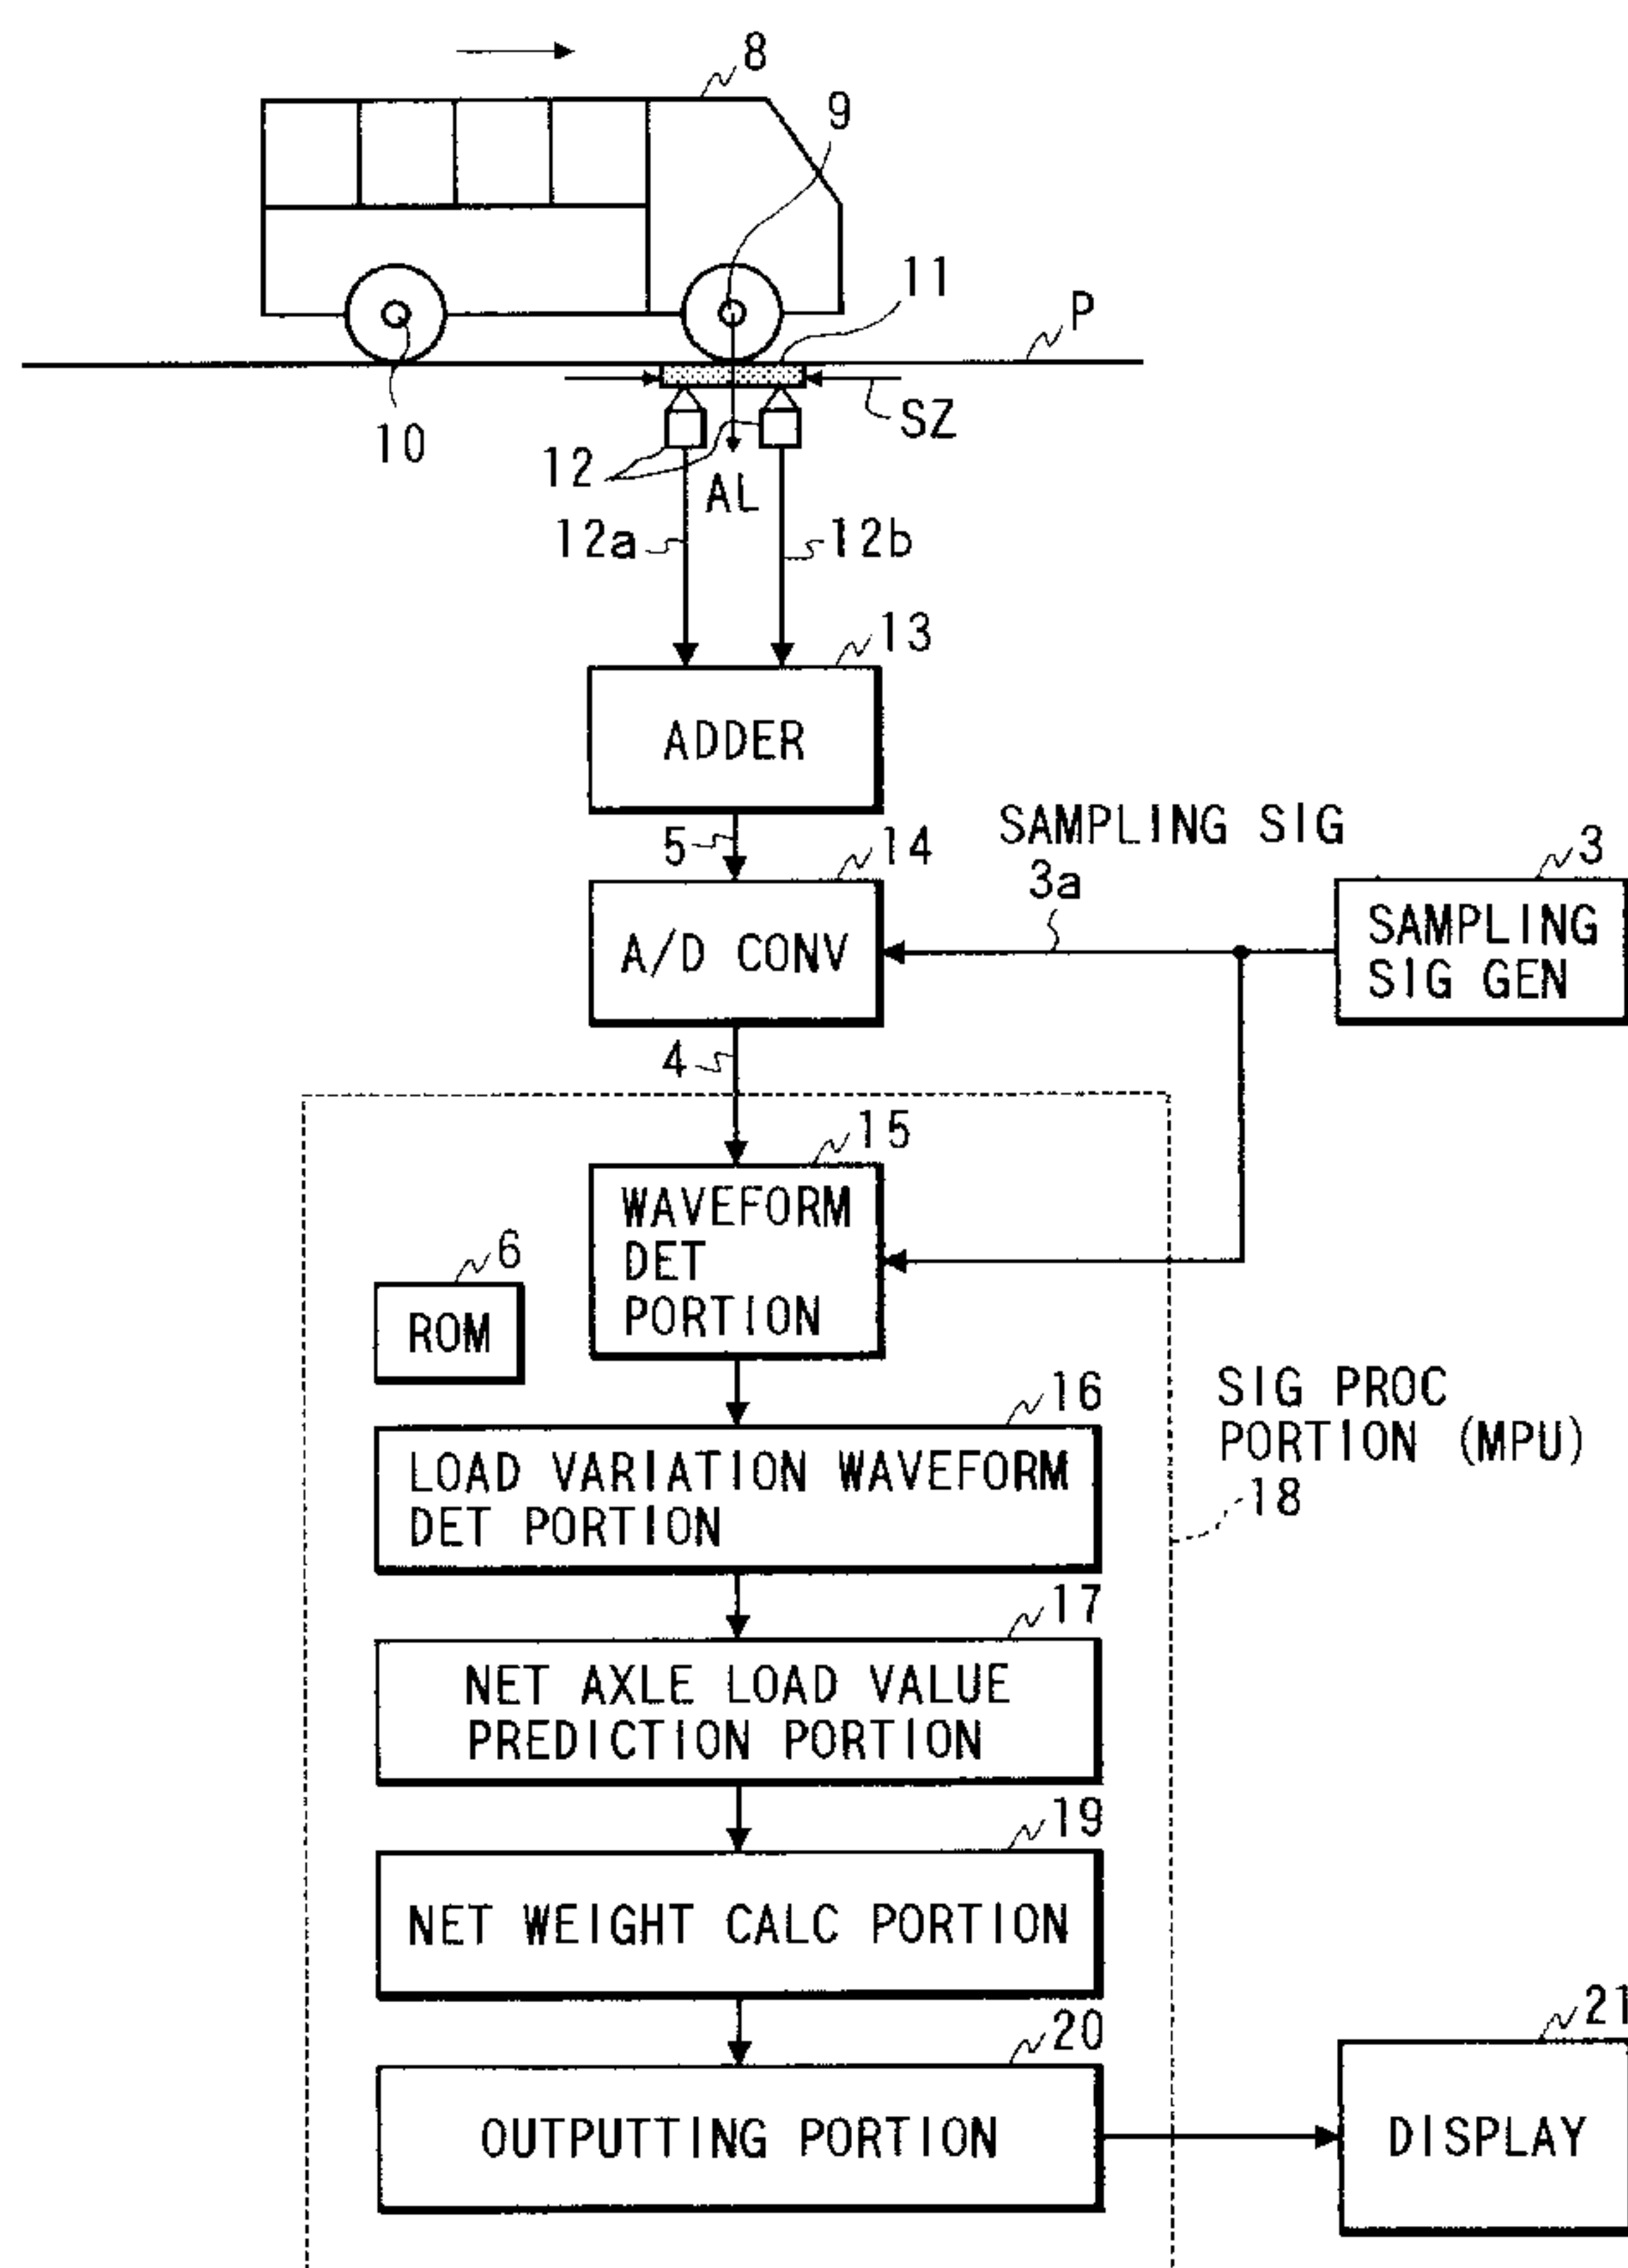 8
9
11
P
10
12
SZ
AL
12a
12b
13
ADDER
5
14
SAMPLING SIG
3a
3
A/D CONV
SAMPLING
SIG GEN
4
15
WAVEFORM
DET
PORTION
6
ROM
16
LOAD VARIATION WAVEFORM
DET PORTION
SIG PROC
PORTION (MPU)
18
17
NET AXLE LOAD VALUE
PREDICTION PORTION
19
NET WEIGHT CALC PORTION
20
OUTPUTTING PORTION
21
DISPLAY